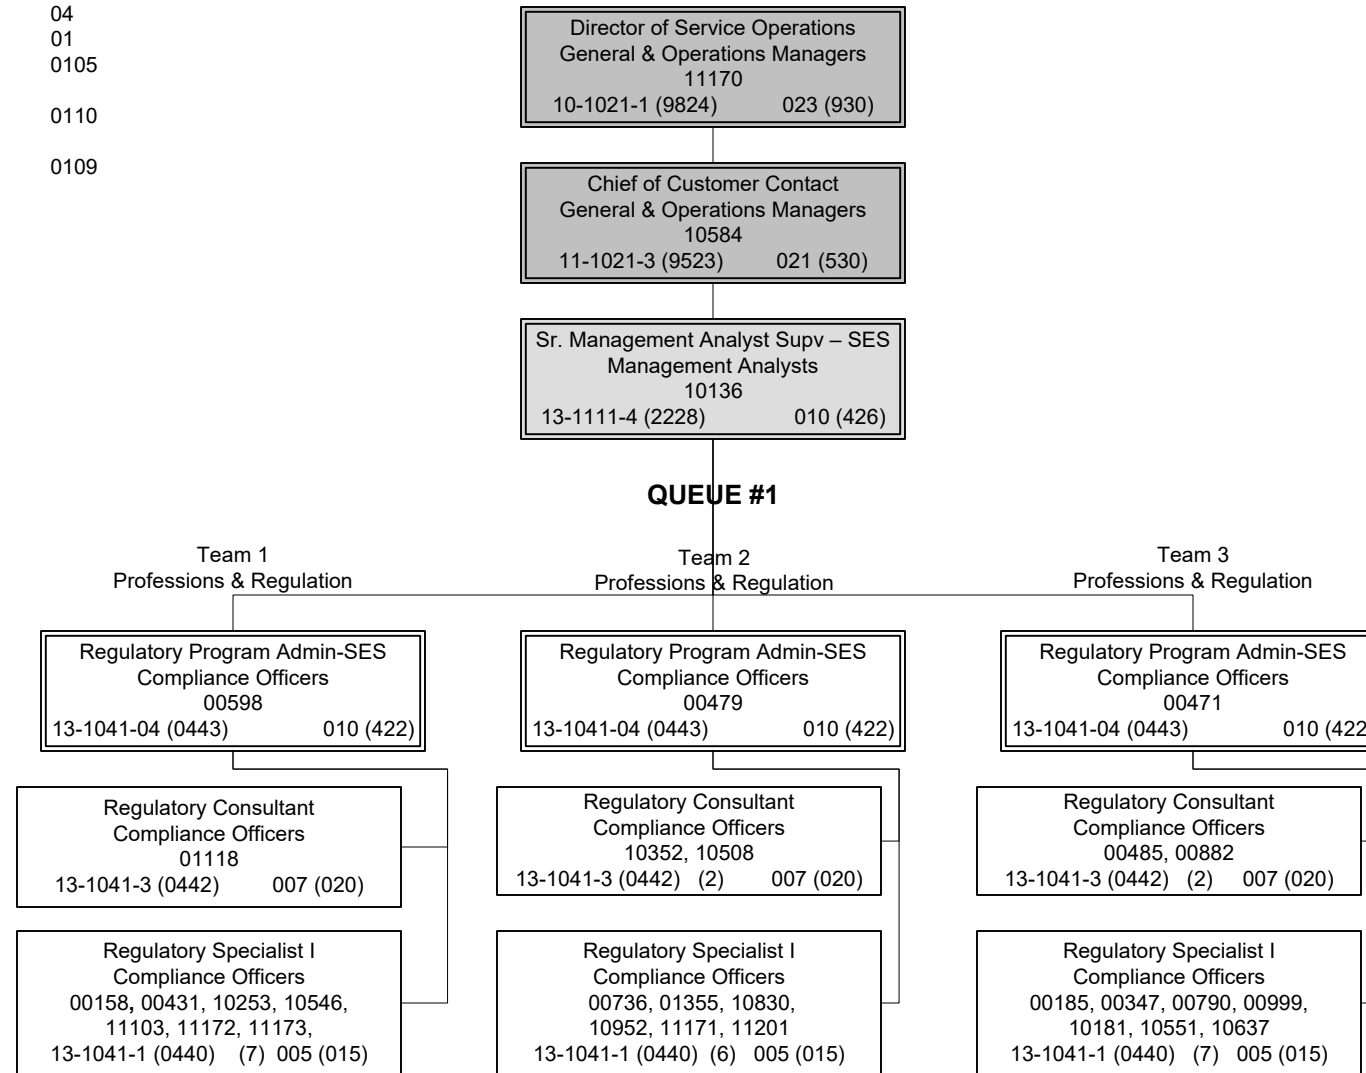 04
01
0105
0110
0109
Director of Service Operations
General & Operations Managers
11170
10-1021-1 (9824) 023 (930)
Chief of Customer Contact
General & Operations Managers
10584
11-1021-3 (9523) 021 (530)
Sr. Management Analyst Supv – SES
Management Analysts
10136
13-1111-4 (2228) 010 (426)
QUEUE #1
Team 1
Professions & Regulation
Team 2
Professions & Regulation
Team 3
Professions & Regulation
Regulatory Program Admin-SES
Compliance Officers
00598
13-1041-04 (0443) 010 (422)
Regulatory Program Admin-SES
Compliance Officers
00479
13-1041-04 (0443) 010 (422)
Regulatory Program Admin-SES
Compliance Officers
00471
13-1041-04 (0443) 010 (422
Regulatory Consultant
Compliance Officers
01118
13-1041-3 (0442) 007 (020)
Regulatory Consultant
Compliance Officers
10352, 10508
13-1041-3 (0442) (2) 007 (020)
Regulatory Consultant
Compliance Officers
00485, 00882
13-1041-3 (0442) (2) 007 (020)
Regulatory Specialist I
Compliance Officers
00158, 00431, 10253, 10546,
11103, 11172, 11173,
13-1041-1 (0440) (7) 005 (015)
Regulatory Specialist I
Compliance Officers
00736, 01355, 10830,
10952, 11171, 11201
13-1041-1 (0440) (6) 005 (015)
Regulatory Specialist I
Compliance Officers
00185, 00347, 00790, 00999,
10181, 10551, 10637
13-1041-1 (0440) (7) 005 (015)